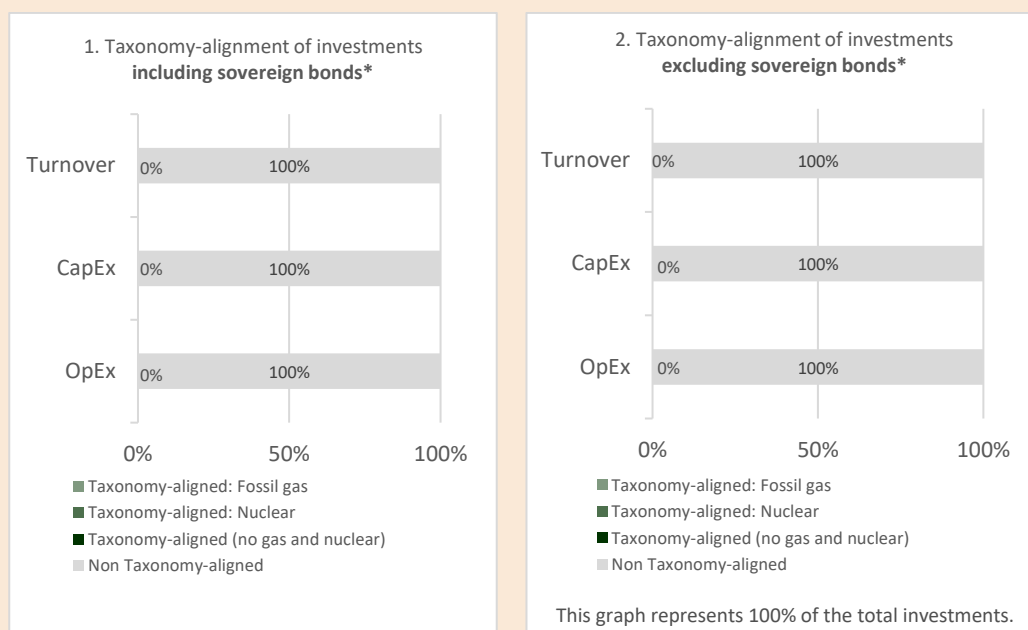 1. Taxonomy-alignment of investments
including sovereign bonds*
Turnover
0%
100%
CapEx
0%
100%
OpEx
0%
100%
0%
50%
100%
Taxonomy-aligned: Fossil gas
Taxonomy-aligned: Nuclear
Taxonomy-aligned (no gas and nuclear)
Non Taxonomy-aligned
2. Taxonomy-alignment of investments
excluding sovereign bonds*
Turnover
0%
100%
CapEx
0%
100%
OpEx
0%
100%
0%
50%
100%
Taxonomy-aligned: Fossil gas
Taxonomy-aligned: Nuclear
Taxonomy-aligned (no gas and nuclear)
Non Taxonomy-aligned
This graph represents 100% of the total investments.